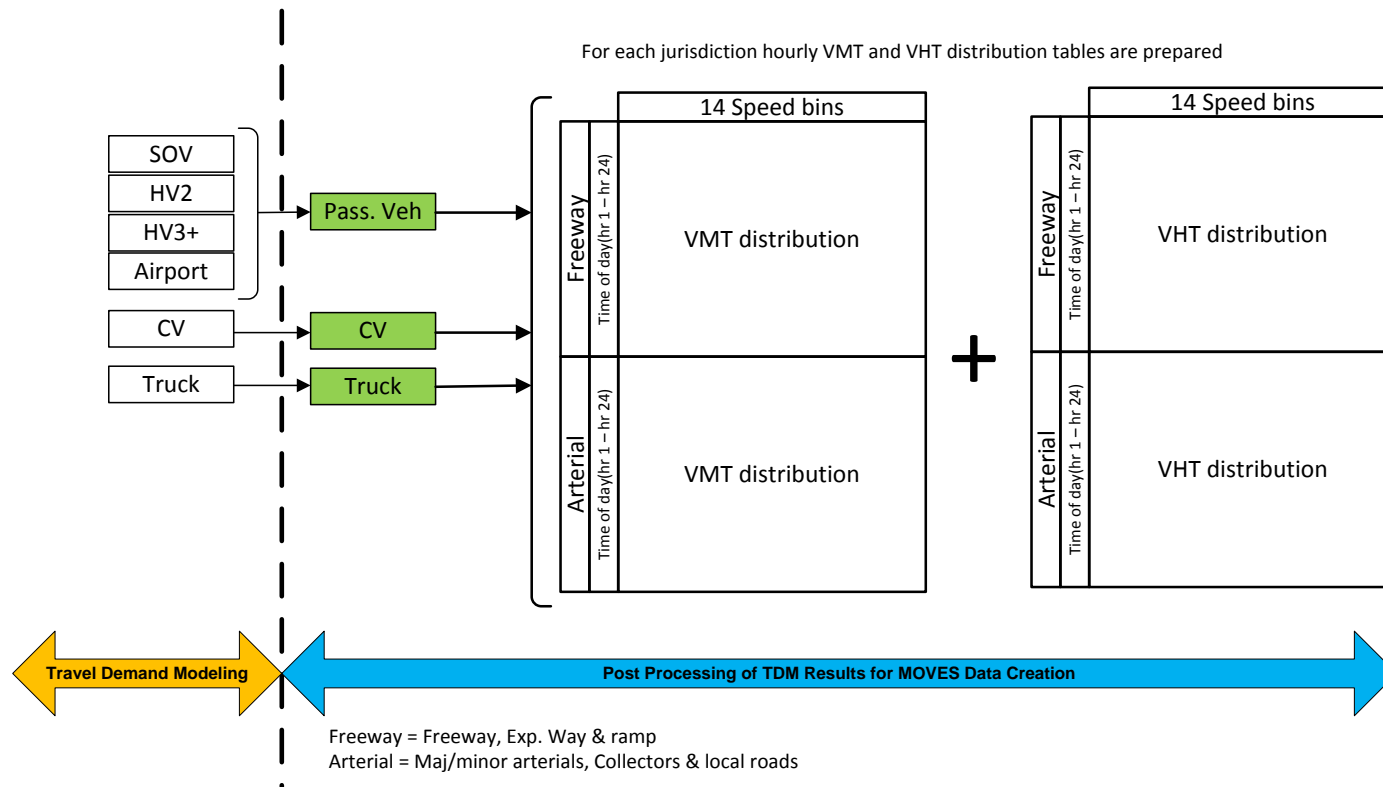 For each jurisdiction hourly VMT and VHT distribution tables are prepared
SOV
HV2
HV3+
Airport
CV
Truck
Pass. Veh
CV
Truck
14 Speed bins
Freeway
Time of day(hr 1 – hr 24)
VMT distribution
Arterial
Time of day(hr 1 – hr 24)
VMT distribution
+
14 Speed bins
Freeway
Time of day(hr 1 – hr 24)
VHT distribution
Arterial
Time of day(hr 1 – hr 24)
VHT distribution
Travel Demand Modeling
Post Processing of TDM Results for MOVES Data Creation
Freeway = Freeway, Exp. Way & ramp
Arterial = Maj/minor arterials, Collectors & local roads